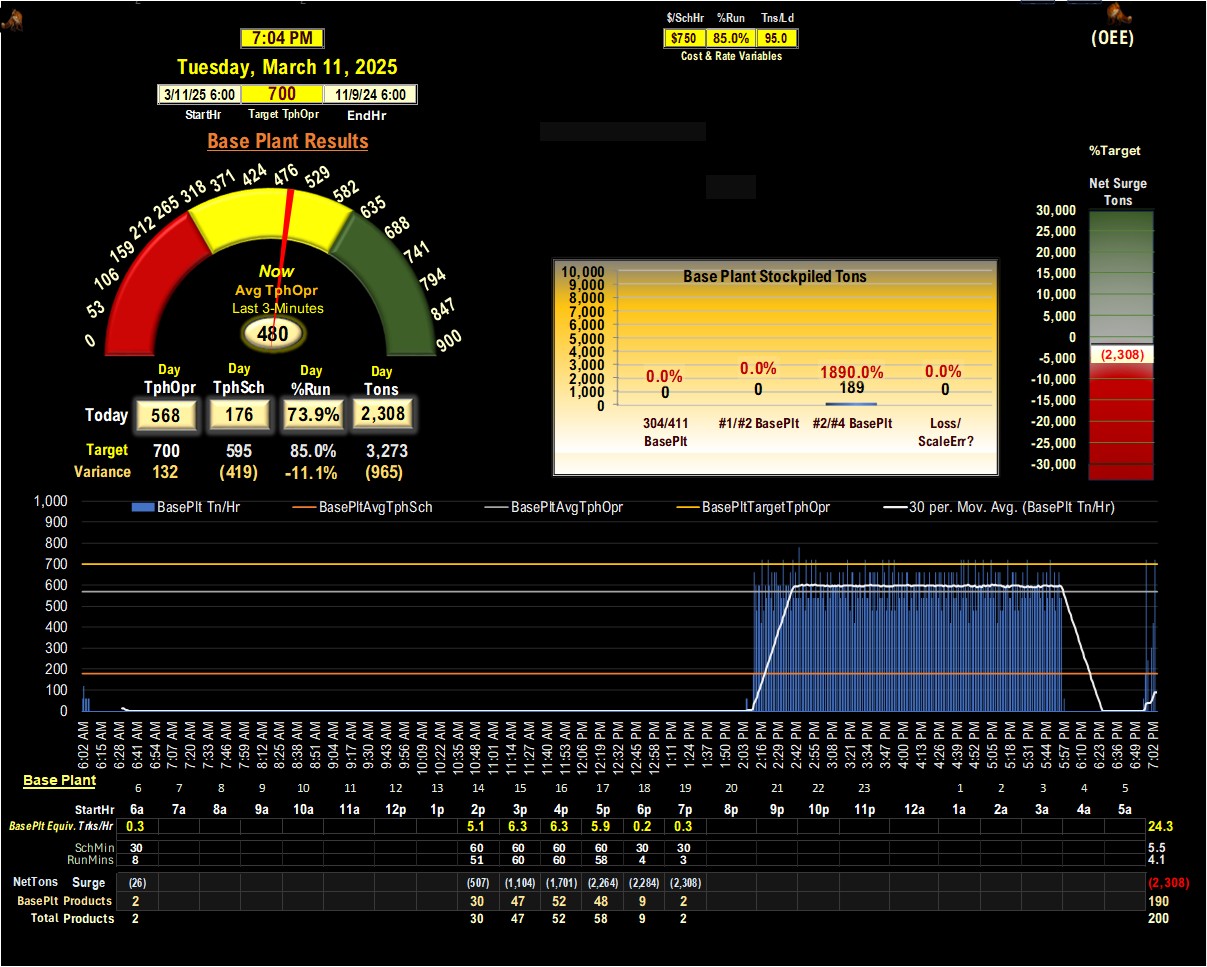 $/SchHr %Run Tns/Ld
7:04 PM $750 85.0% 95.0 (OEE)
Cost & Rate Variables
Tuesday, March 11, 2025
3/11/25 6:00 700 11/9/24 6:00
StartHr Target TphOpr EndHr
Base Plant Results
0 53 106 159 212 265 318 371 424 476 529 582 635 688 741 794 847 900
Now
Avg TphOpr
Last 3-Minutes
480
Day Day Day Day
TphOpr TphSch %Run Tons
Today 568 176 73.9% 2,308
Target 700 595 85.0% 3,273
Variance 132 (419) -11.1% (965)
Base Plant Stockpiled Tons
10,000
9,000
8,000
7,000
6,000
5,000
4,000
3,000
2,000
1,000
0
0.0% 0.0% 1890.0% 0.0%
0 0 189 0
304/411 #1/#2 BasePlt #2/#4 BasePlt Loss/
BasePlt ScaleErr?
%Target
Net Surge
Tons
30,000
25,000
20,000
15,000
10,000
5,000
0
-5,000
(2,308)
-10,000
-15,000
-20,000
-25,000
-30,000
BasePlt Tn/Hr BasePltAvgTphSch BasePltAvgTphOpr BasePltTargetTphOpr 30 per. Mov. Avg. (BasePlt Tn/Hr)
1,000
900
800
700
600
500
400
300
200
100
0
6:02 AM 6:15 AM 6:28 AM 6:41 AM 6:54 AM 7:07 AM 7:20 AM 7:33 AM 7:46 AM 7:59 AM 8:12 AM 8:25 AM 8:38 AM 8:51 AM 9:04 AM 9:17 AM 9:30 AM 9:43 AM 9:56 AM 10:09 AM 10:22 AM 10:35 AM 10:48 AM 11:01 AM 11:14 AM 11:27 AM 11:40 AM 11:53 AM 12:06 PM 12:19 PM 12:32 PM 12:45 PM 12:58 PM 1:11 PM 1:24 PM 1:37 PM 1:50 PM 2:03 PM 2:16 PM 2:29 PM 2:42 PM 2:55 PM 3:08 PM 3:21 PM 3:34 PM 3:47 PM 4:00 PM 4:13 PM 4:26 PM 4:39 PM 4:52 PM 5:05 PM 5:18 PM 5:31 PM 5:44 PM 5:57 PM 6:10 PM 6:23 PM 6:36 PM 6:49 PM 7:02 PM
Base Plant
6 7 8 9 10 11 12 13 14 15 16 17 18 19 20 21 22 23 1 2 3 4 5
StartHr 6a 7a 8a 9a 10a 11a 12p 1p 2p 3p 4p 5p 6p 7p 8p 9p 10p 11p 12a 1a 2a 3a 4a 5a
BasePlt Equiv. Trks/Hr 0.3 5.1 6.3 6.3 5.9 0.2 0.3 24.3
SchMin 30 60 60 60 60 30 30 5.5
RunMins 8 51 60 60 58 4 3 4.1
NetTons Surge (26) (507) (1,104) (1,701) (2,264) (2,284) (2,308) (2,308)
BasePlt Products 2 30 47 52 48 9 2 190
Total Products 2 30 47 52 58 9 2 200